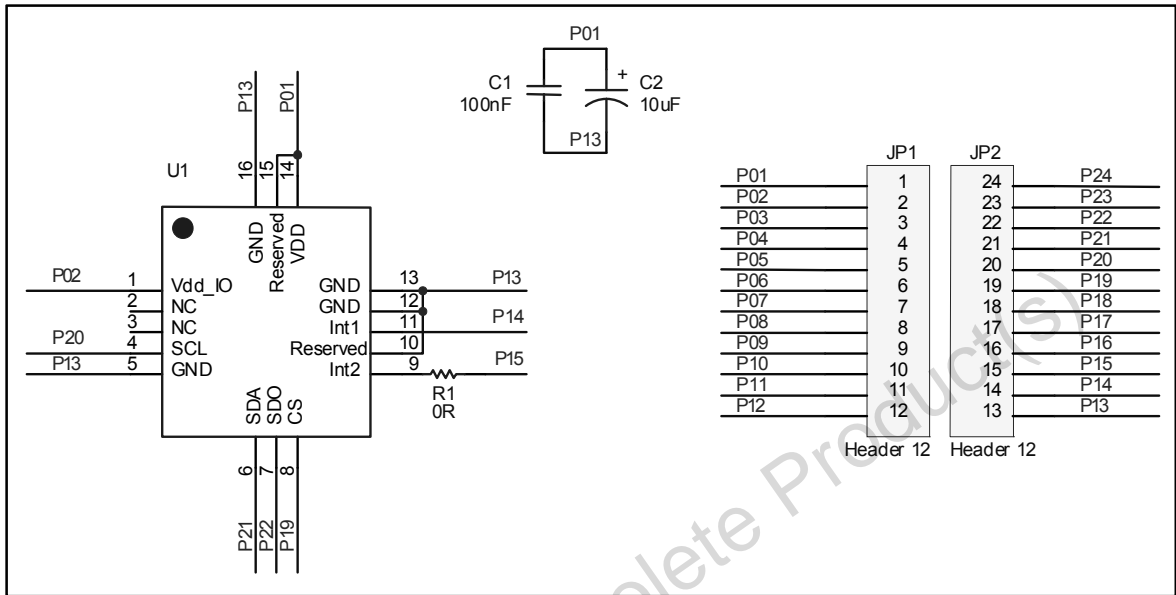 P01
C1
100nF
+
C2
10uF
P13
P13
P01
U1
16
15
14
GND
Reserved
VDD
P02
1
Vdd_IO
2
NC
3
NC
P20
4
SCL
P13
5
GND
GND
13
P13
GND
12
Int1
11
P14
Reserved
10
Int2
9
P15
R1
0R
SDA
SDO
CS
6
7
8
P21
P22
P19
JP1
JP2
P01 1 24 P24
P02 2 23 P23
P03 3 22 P22
P04 4 21 P21
P05 5 20 P20
P06 6 19 P19
P07 7 18 P18
P08 8 17 P17
P09 9 16 P16
P10 10 15 P15
P11 11 14 P14
P12 12 13 P13
Header 12
Header 12
Product(s)